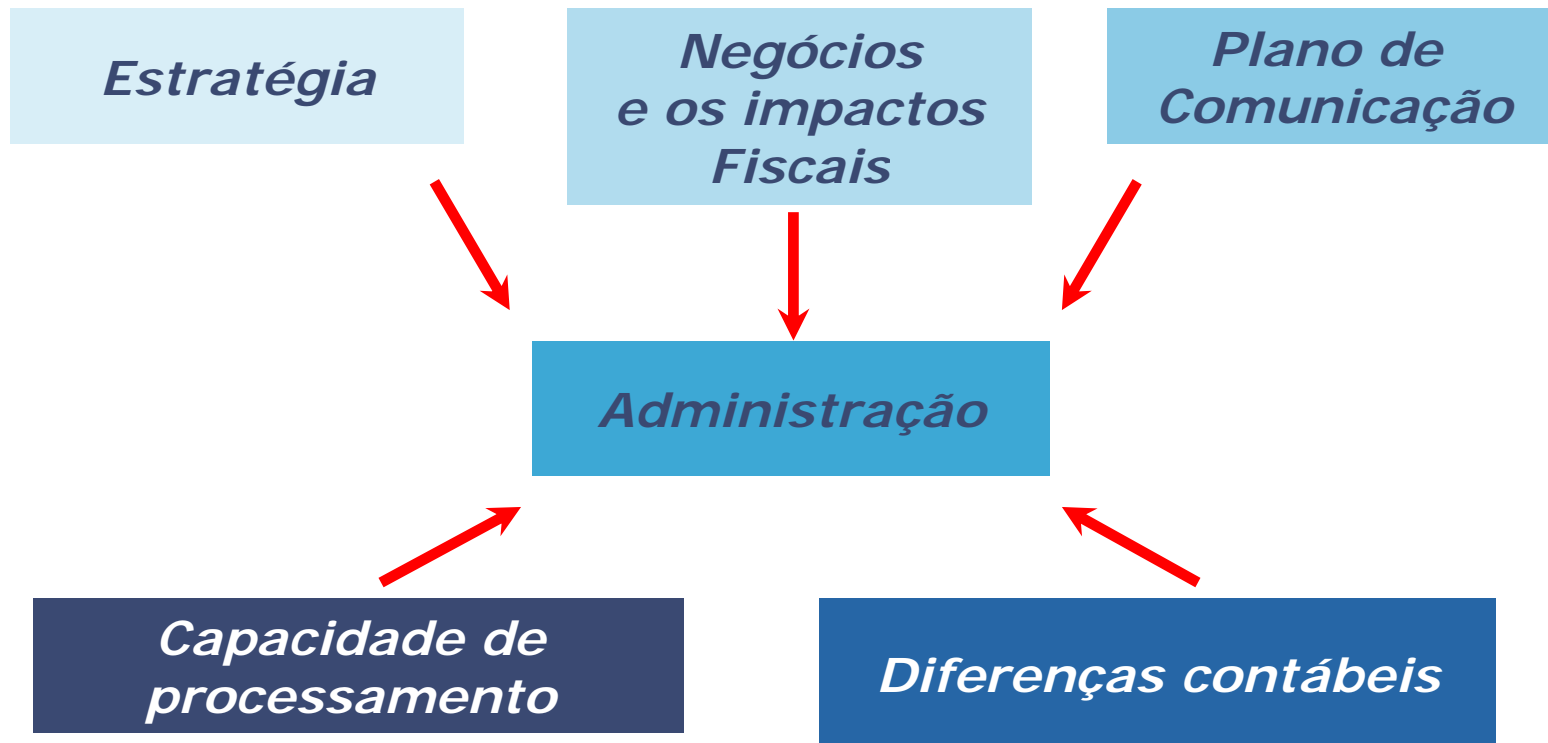 Estratégia
Negócios
e os impactos
Fiscais
Plano de
Comunicação
Administração
Capacidade de
processamento
Diferenças contábeis